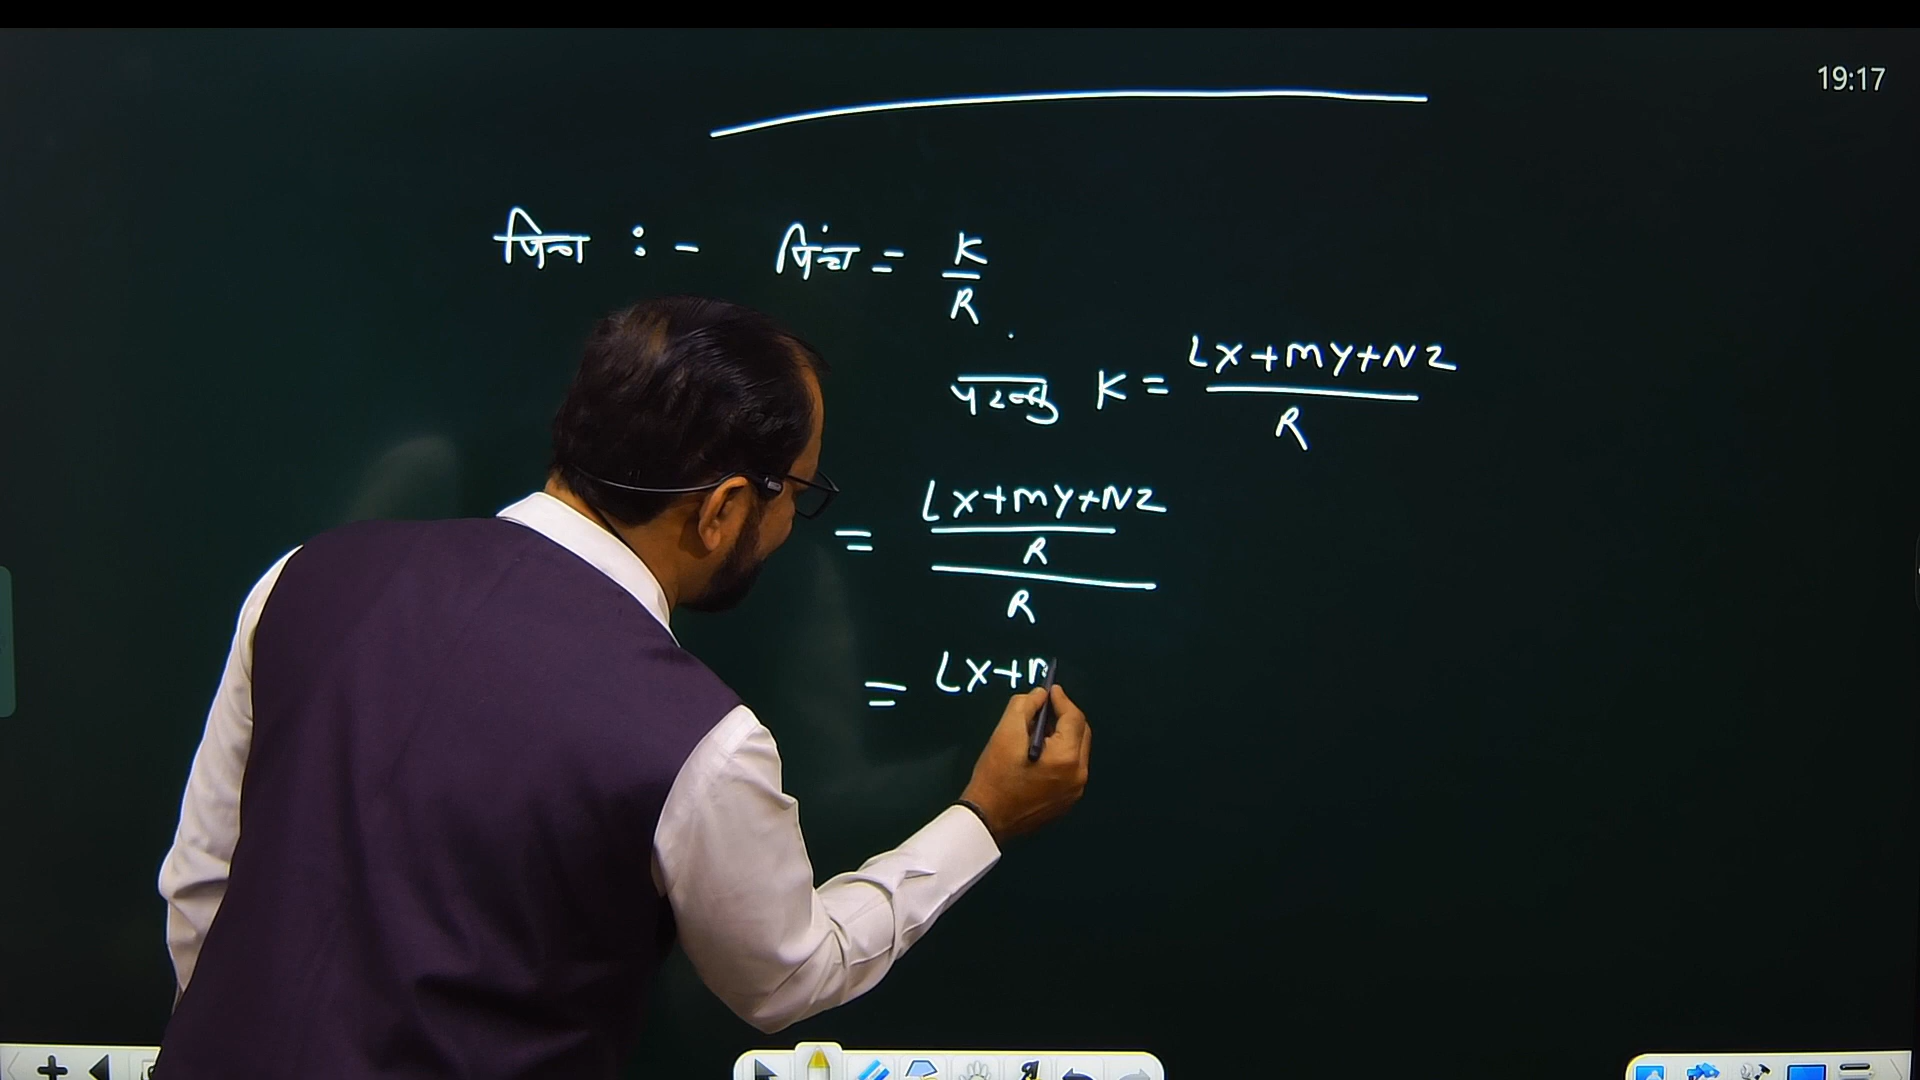 19:17
पिच :- पिंच = K/R
परन्तु K = LX+MY+NZ/R
= LX+MY+NZ/R/R
= LX+M